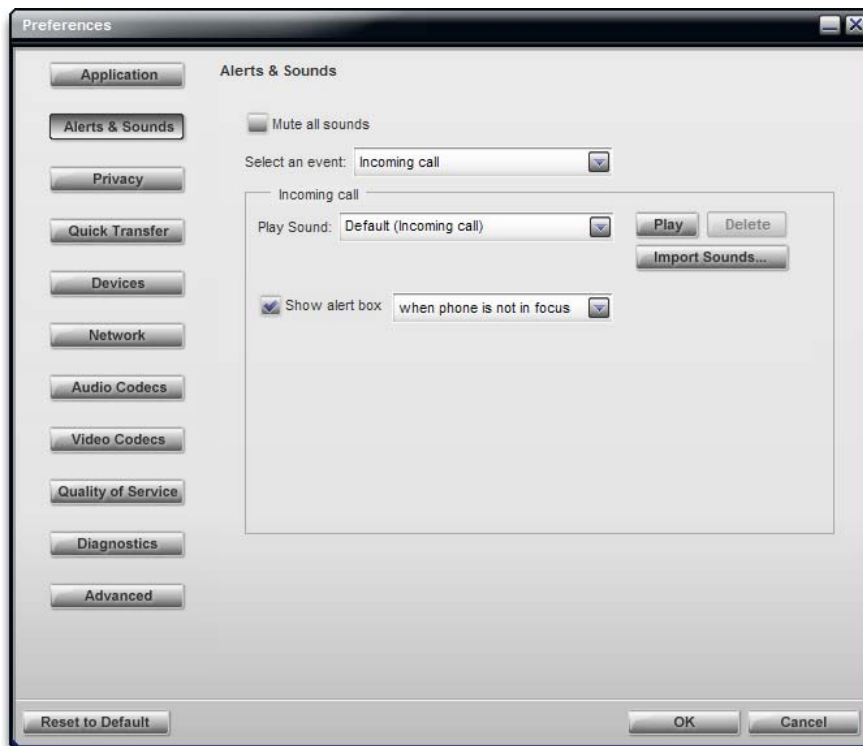 Preferences
Application
Alerts & Sounds
Privacy
Quick Transfer
Devices
Network
Audio Codecs
Video Codecs
Quality of Service
Diagnostics
Advanced
Alerts & Sounds
Mute all sounds
Select an event: Incoming call
Incoming call
Play Sound: Default (Incoming call) Play Delete
Import Sounds...
Show alert box when phone is not in focus
Reset to Default OK Cancel